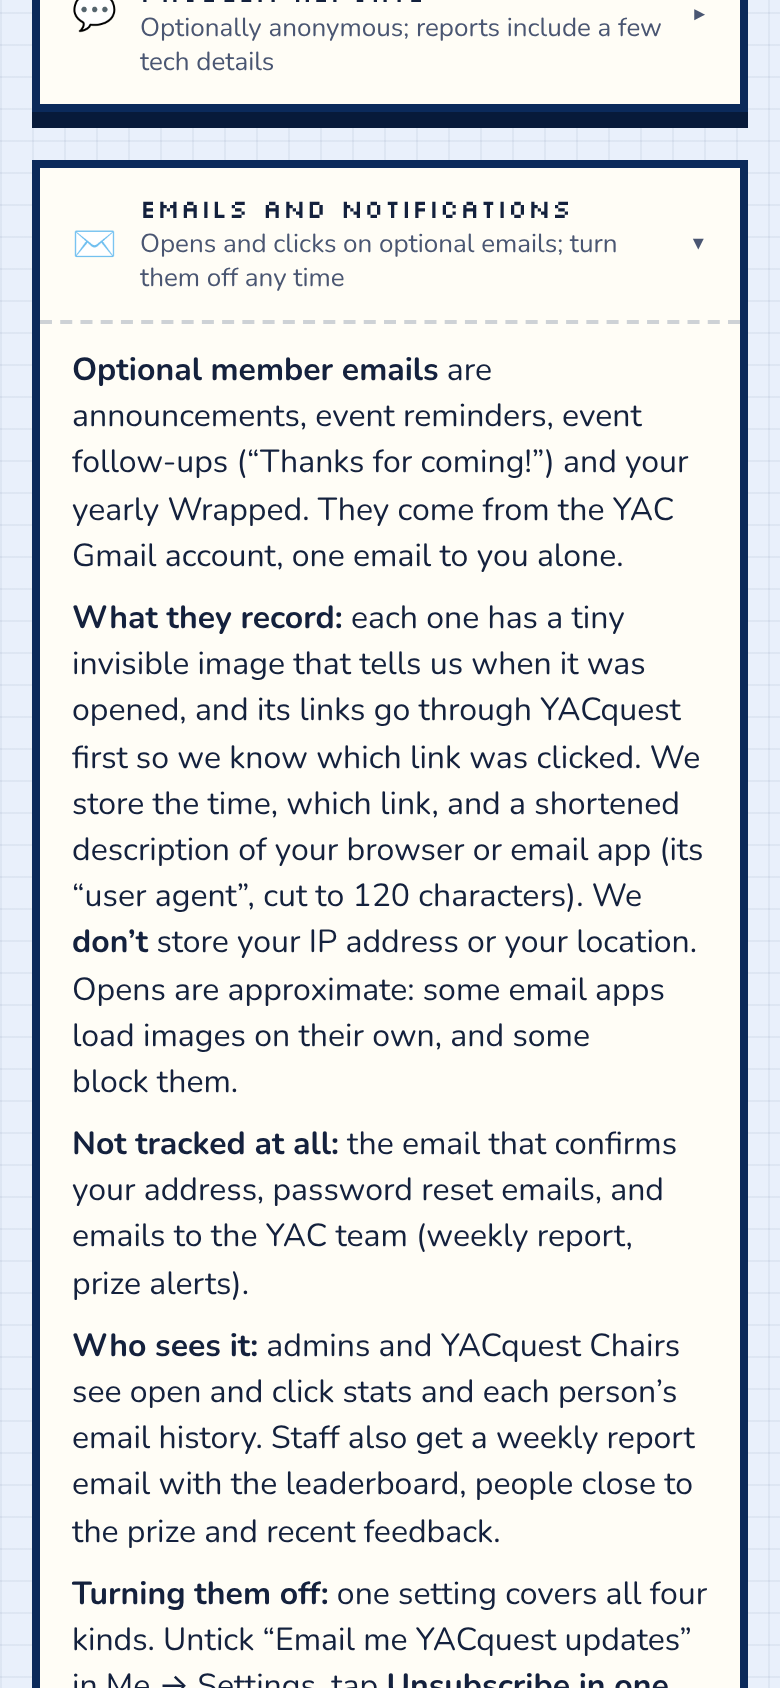 Optionally anonymous; reports include a few
tech details
EMAILS AND NOTIFICATIONS
Opens and clicks on optional emails; turn
them off any time
Optional member emails are
announcements, event reminders, event
follow-ups (“Thanks for coming!”) and your
yearly Wrapped. They come from the YAC
Gmail account, one email to you alone.
What they record: each one has a tiny
invisible image that tells us when it was
opened, and its links go through YACquest
first so we know which link was clicked. We
store the time, which link, and a shortened
description of your browser or email app (its
“user agent”, cut to 120 characters). We
don’t store your IP address or your location.
Opens are approximate: some email apps
load images on their own, and some
block them.
Not tracked at all: the email that confirms
your address, password reset emails, and
emails to the YAC team (weekly report,
prize alerts).
Who sees it: admins and YACquest Chairs
see open and click stats and each person’s
email history. Staff also get a weekly report
email with the leaderboard, people close to
the prize and recent feedback.
Turning them off: one setting covers all four
kinds. Untick “Email me YACquest updates”
in Me → Settings, tap Unsubscribe in one